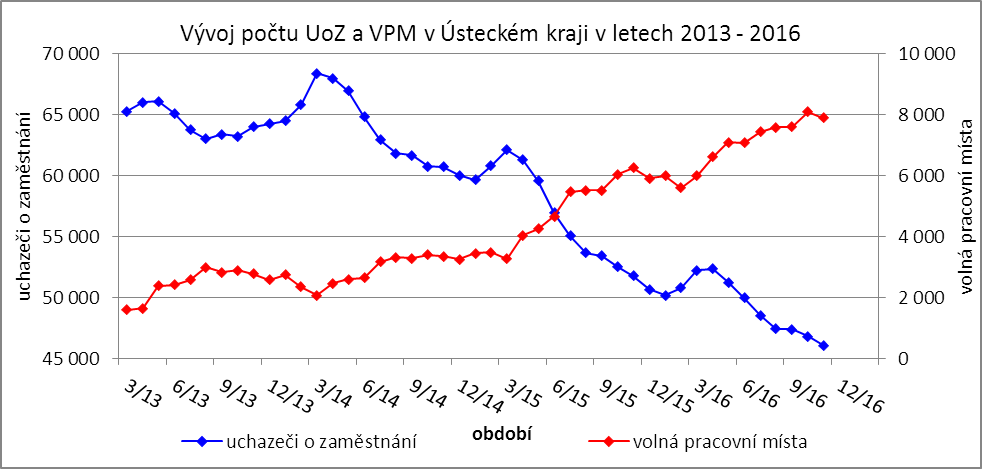 Vývoj počtu UoZ a VPM v Ústeckém kraji v letech 2013 - 2016
70 000
65 000
60 000
55 000
50 000
45 000
uchazeči o zaměstnání
10 000
8 000
6 000
4 000
2 000
0
volná pracovní místa
3/13 6/13 9/13 12/13 3/14 6/14 9/14 12/14 3/15 6/15 9/15 12/15 3/16 6/16 9/16 12/16
období
uchazeči o zaměstnání volná pracovní místa